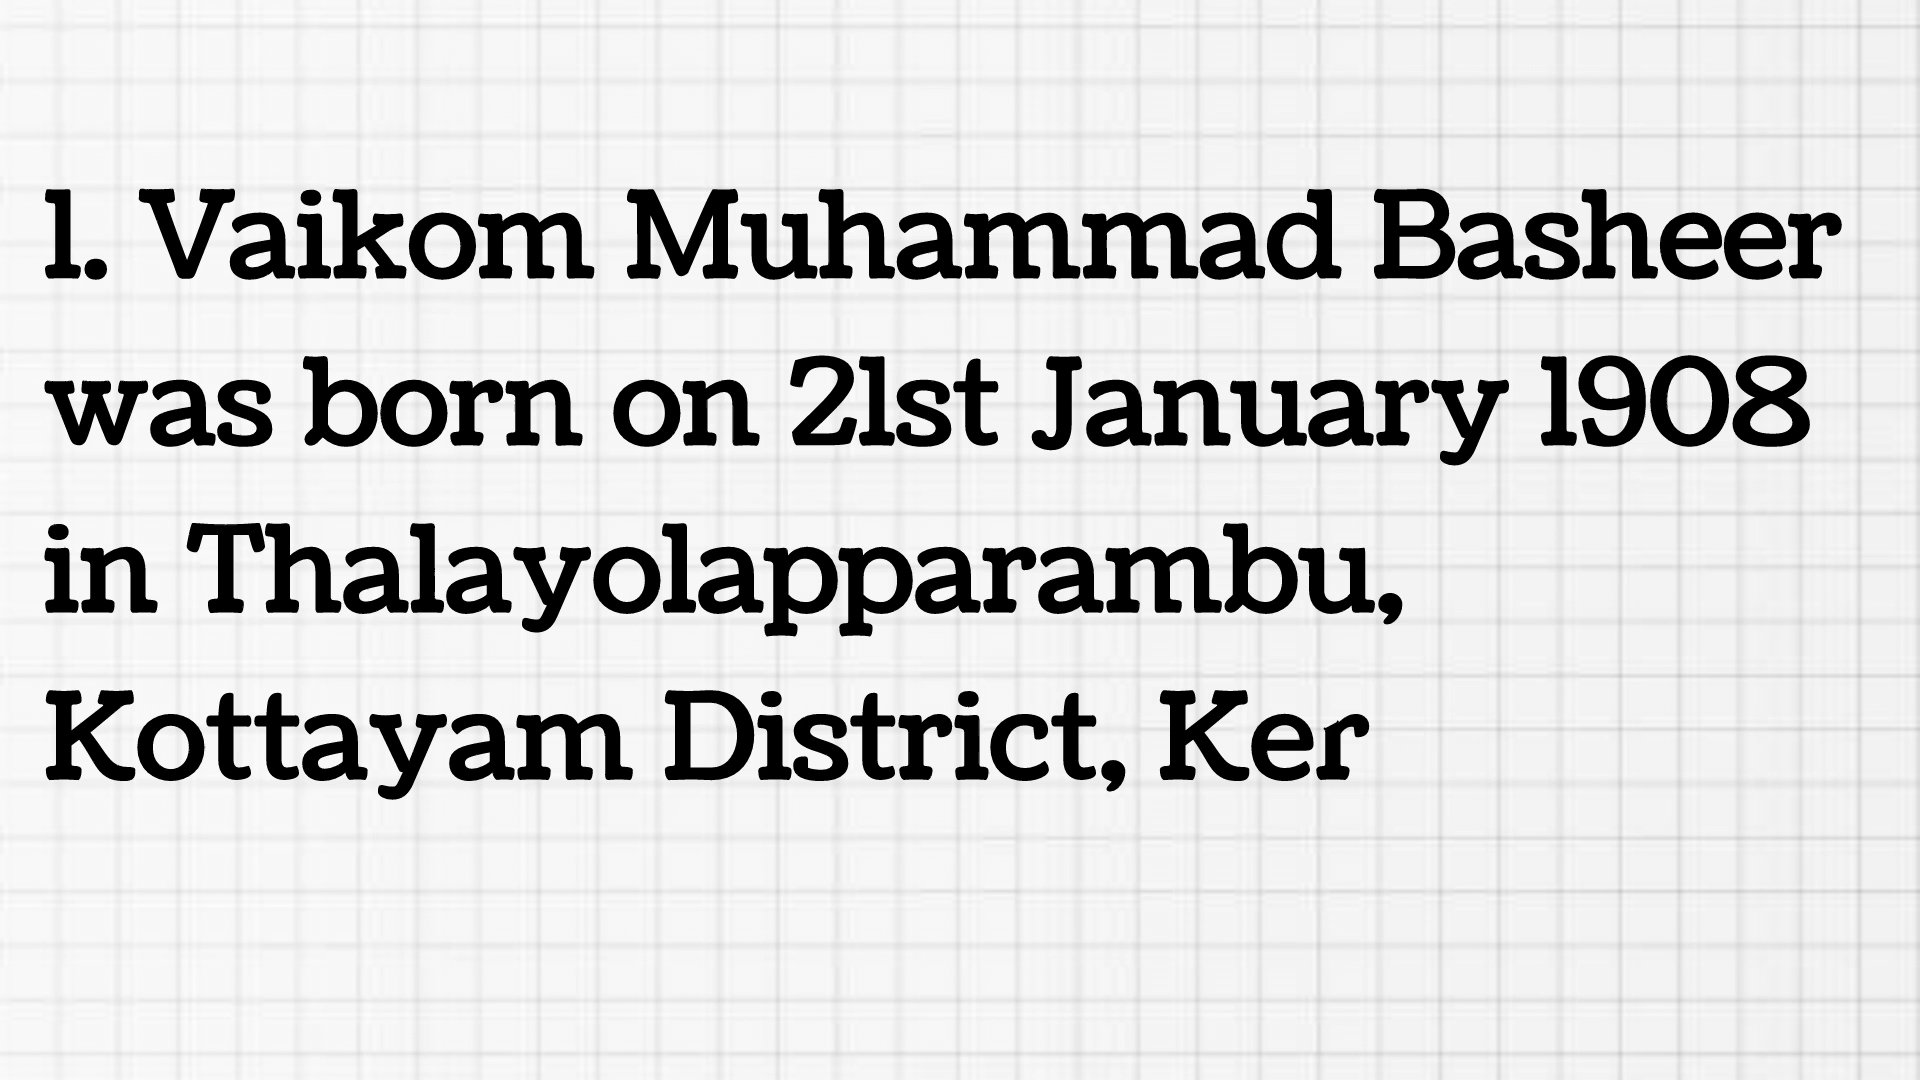 1. Vaikom Muhammad Basheer
was born on 21st January 1908
in Thalayolapparambu,
Kottayam District, Ker